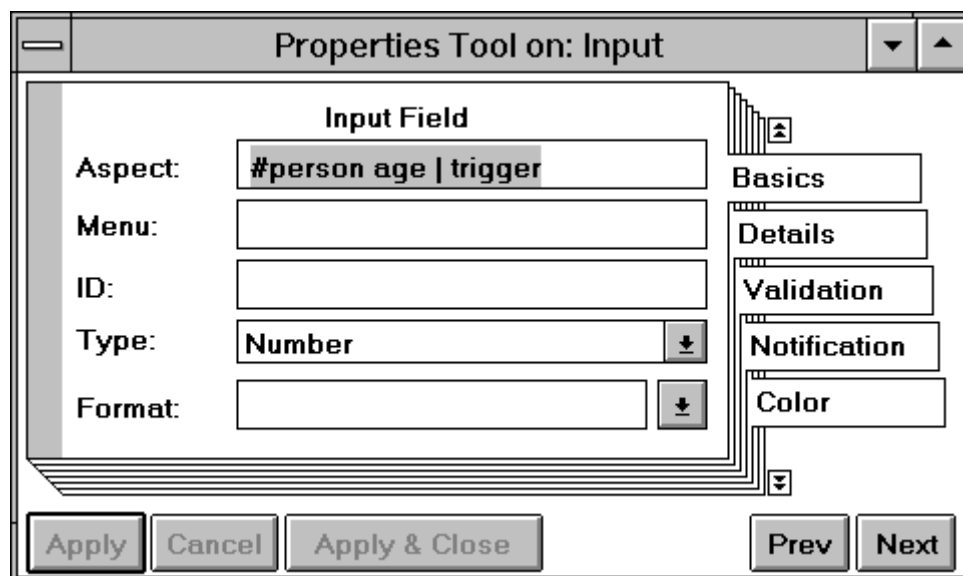 Properties Tool on: Input
Input Field
Aspect: #person age | trigger
Menu:
ID:
Type: Number
Format:
Basics
Details
Validation
Notification
Color
Apply Cancel Apply & Close Prev Next